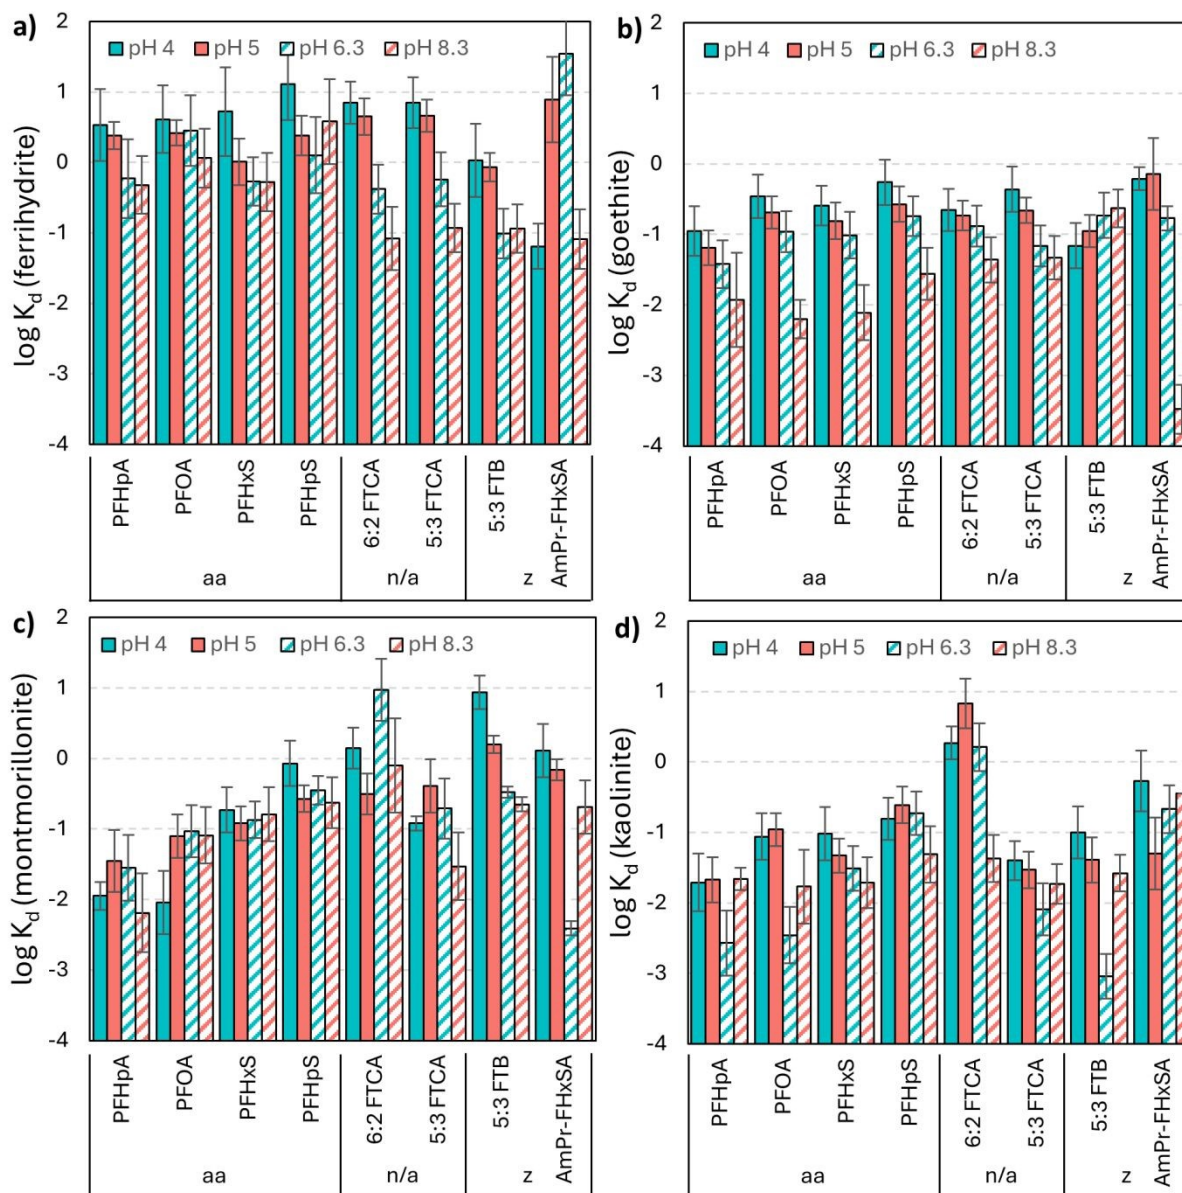 a)
pH 4 pH 5 pH 6.3 pH 8.3
log K_d (ferrihydrite)
2
1
0
-1
-2
-3
-4
PFHpA
PFOA
PFHxS
PFHpS
6:2 FTCA
5:3 FTCA
5:3 FTB
AmPr-FHxSA
aa
n/a
z
b)
pH 4 pH 5 pH 6.3 pH 8.3
log K_d (goethite)
2
1
0
-1
-2
-3
-4
PFHpA
PFOA
PFHxS
PFHpS
6:2 FTCA
5:3 FTCA
5:3 FTB
AmPr-FHxSA
aa
n/a
z
c)
pH 4 pH 5 pH 6.3 pH 8.3
log K_d (montmorillonite)
2
1
0
-1
-2
-3
-4
PFHpA
PFOA
PFHxS
PFHpS
6:2 FTCA
5:3 FTCA
5:3 FTB
AmPr-FHxSA
aa
n/a
z
d)
pH 4 pH 5 pH 6.3 pH 8.3
log K_d (kaolinite)
2
1
0
-1
-2
-3
-4
PFHpA
PFOA
PFHxS
PFHpS
6:2 FTCA
5:3 FTCA
5:3 FTB
AmPr-FHxSA
aa
n/a
z